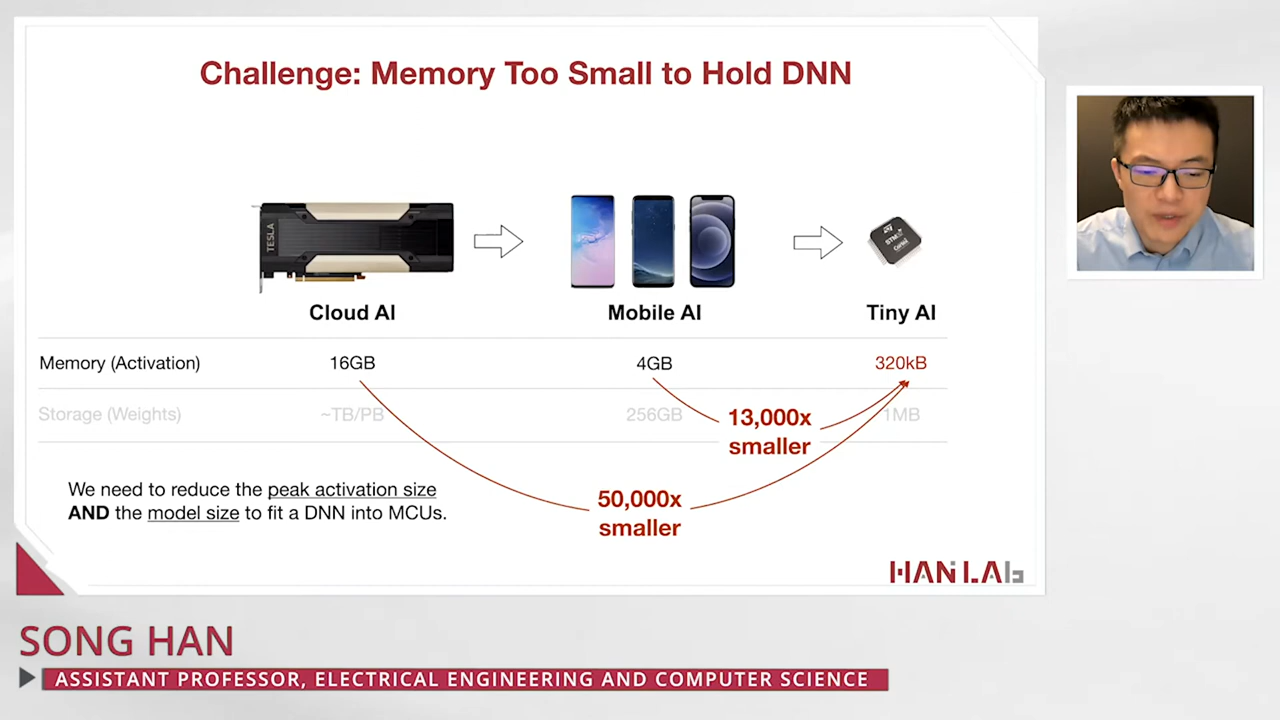 Challenge: Memory Too Small to Hold DNN
TESLA
Cloud AI
Mobile AI
Tiny AI
Memory (Activation) 16GB 4GB 320kB
Storage (Weights) ~TB/PB 256GB 1MB
13,000x
smaller
50,000x
smaller
We need to reduce the peak activation size
AND the model size to fit a DNN into MCUs.
HAN LAb
SONG HAN
ASSISTANT PROFESSOR, ELECTRICAL ENGINEERING AND COMPUTER SCIENCE